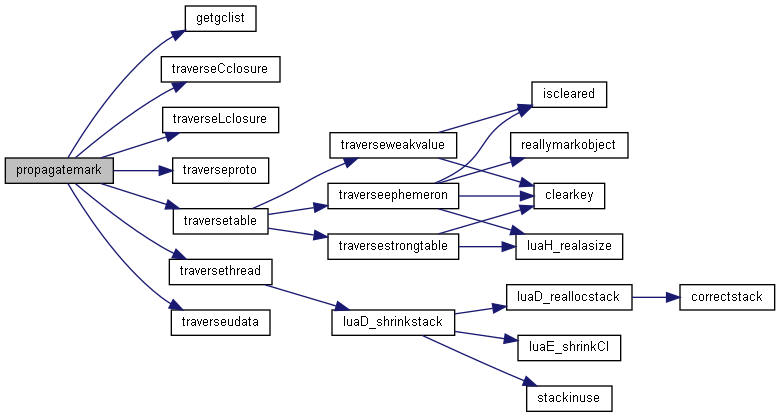 getgclist
traverseCclosure
iscleared
traverseLclosure
traverseweakvalue
reallymarkobject
propagatemark
traverseproto
traverseephemeron
clearkey
traversetable
traversestrongtable
luaH_realasize
traversethread
luaD_reallocstack
correctstack
traverseudata
luaD_shrinkstack
luaE_shrinkCI
stackinuse